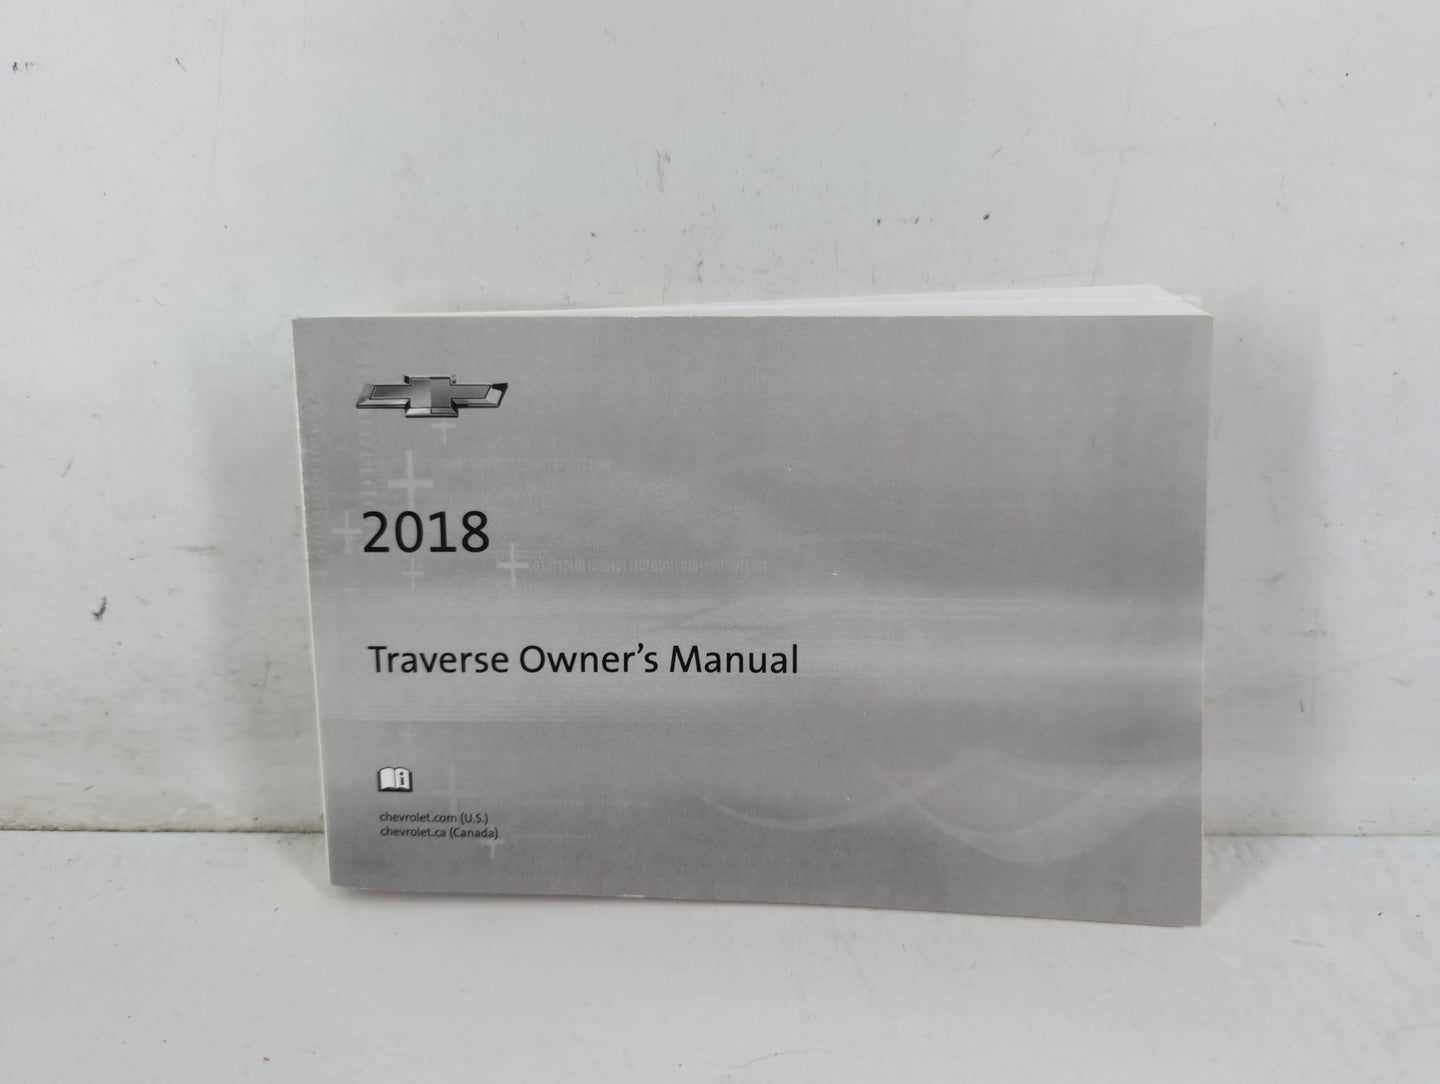 2018
Traverse Owner's Manual
chevrolet.com (U.S.)
chevrolet.ca (Canada)